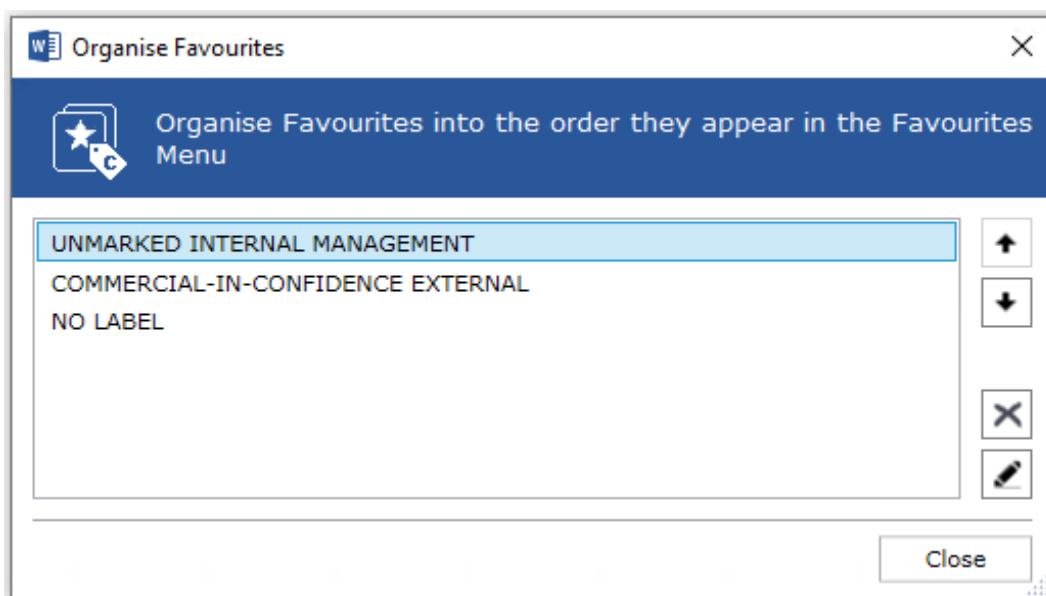 Organise Favourites
Organise Favourites into the order they appear in the Favourites
Menu
UNMARKED INTERNAL MANAGEMENT
COMMERCIAL-IN-CONFIDENCE EXTERNAL
NO LABEL
Close